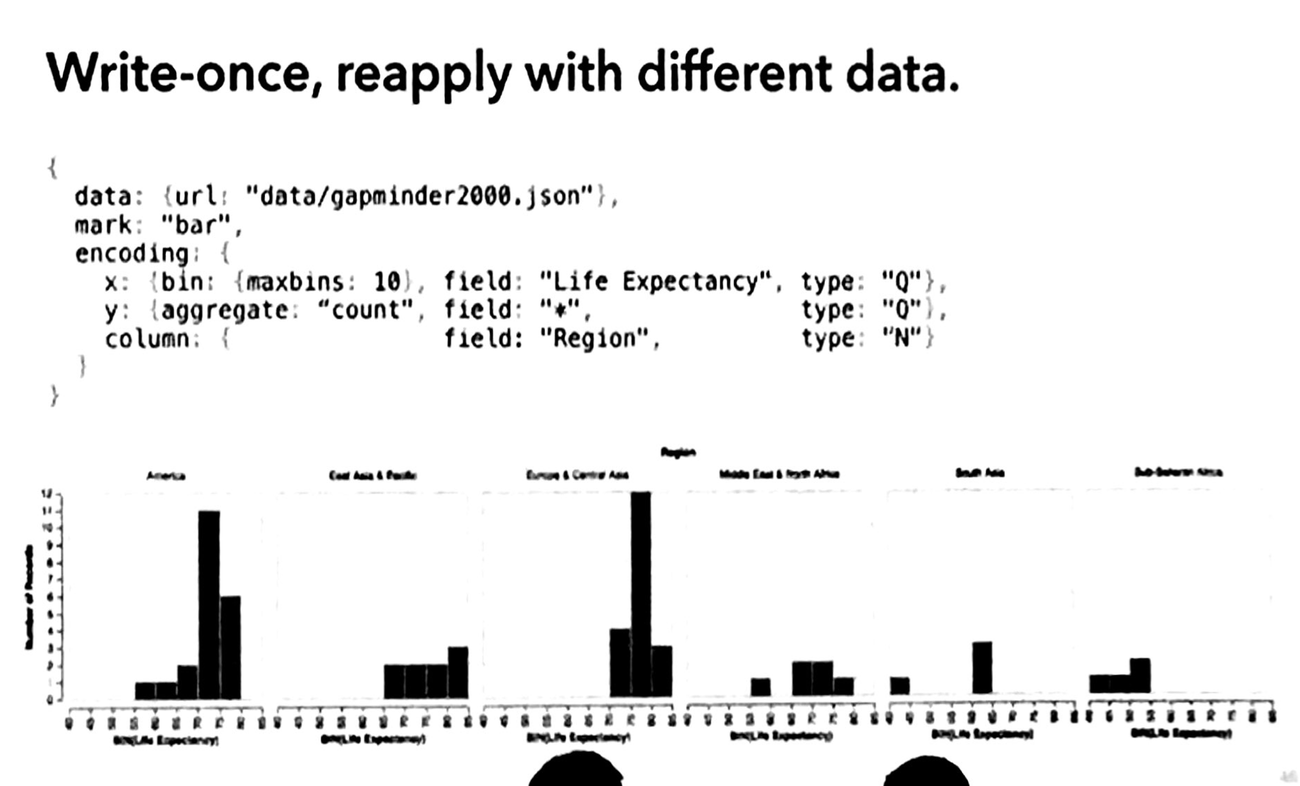 Write-once, reapply with different data.
{
data: {url: "data/gapminder2000.json"},
mark: "bar",
encoding: {
x: {bin: {maxbins: 10}, field: "Life Expectancy", type: "Q"},
y: {aggregate: “count", field: "*", type: "Q"},
column: { field: "Region", type: "N"}
}
}
Region
America East Asia & Pacific Europe & Central Asia Middle East & North Africa South Asia Sub-Saharan Africa
12
11
10
9
8
7
6
5
4
3
2
1
0
Number of Records
BIN(Life Expectancy) BIN(Life Expectancy) BIN(Life Expectancy) BIN(Life Expectancy) BIN(Life Expectancy) BIN(Life Expectancy)